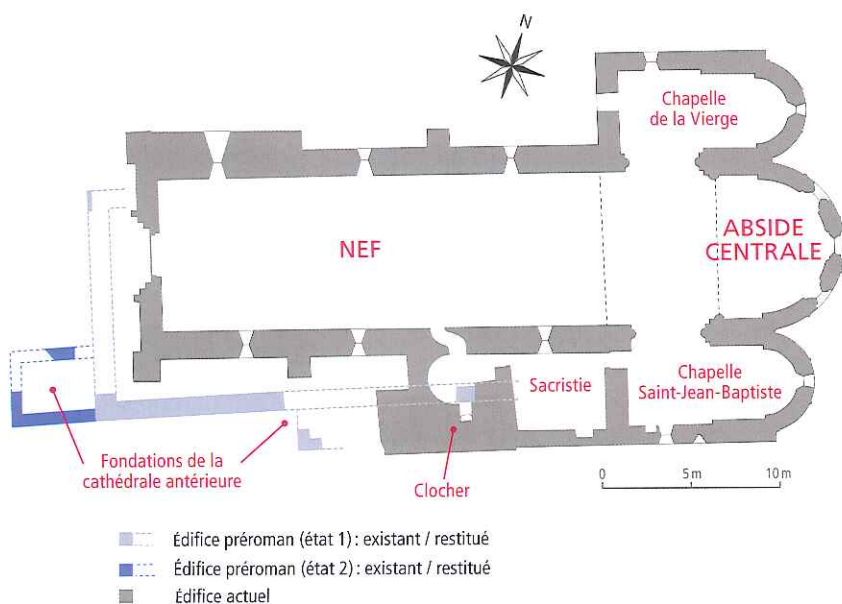 N
Chapelle
de la Vierge
NEF
ABSIDE
CENTRALE
Sacristie
Chapelle
Saint-Jean-Baptiste
Fondations de la
cathédrale antérieure
Clocher
0 5 m 10 m
Édifice préroman (état 1) : existant / restitué
Édifice préroman (état 2) : existant / restitué
Édifice actuel